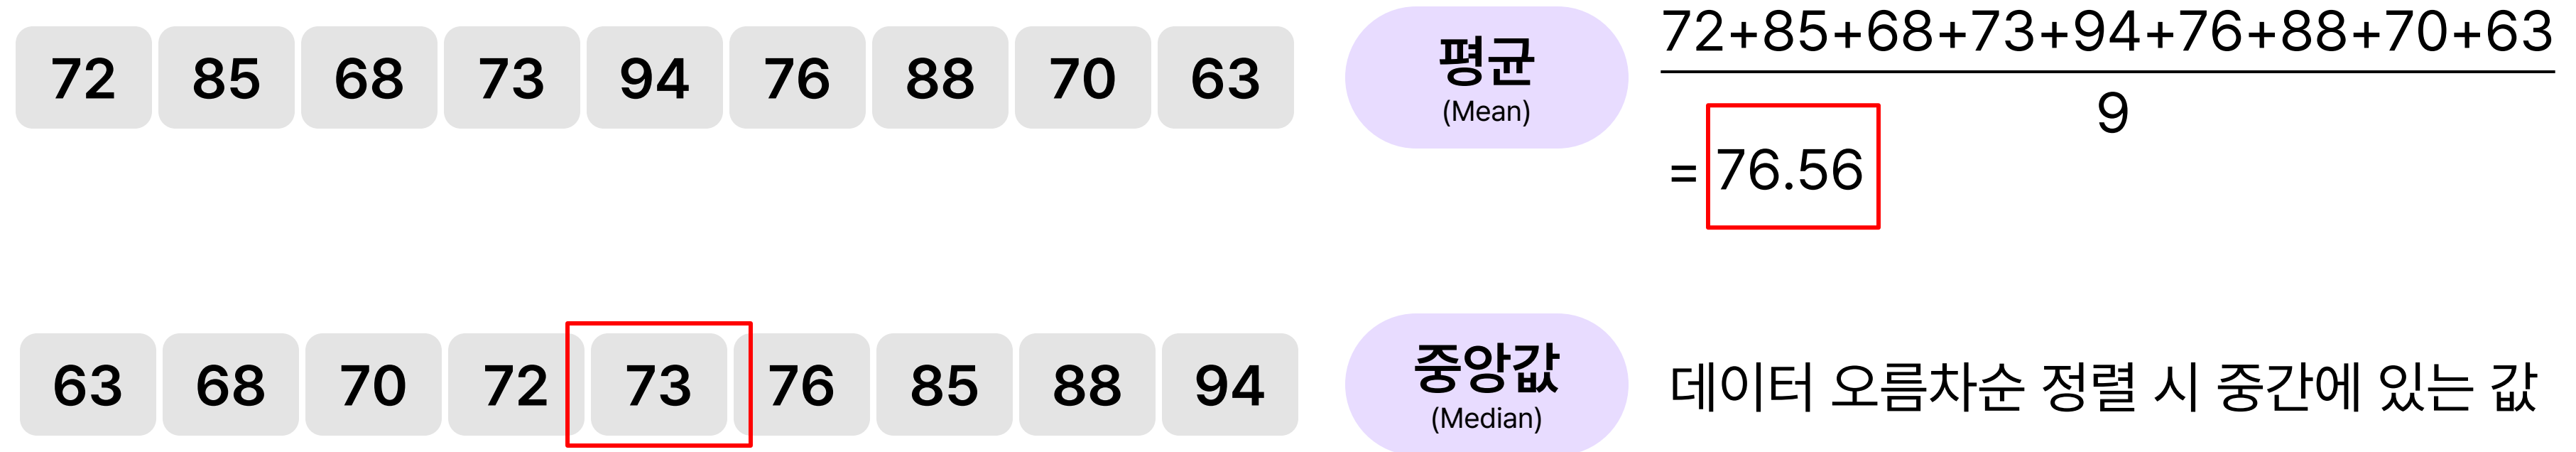 72 85 68 73 94 76 88 70 63
평균
(Mean)
72+85+68+73+94+76+88+70+63
9
= 76.56
63 68 70 72 73 76 85 88 94
중앙값
(Median)
데이터 오름차순 정렬 시 중간에 있는 값